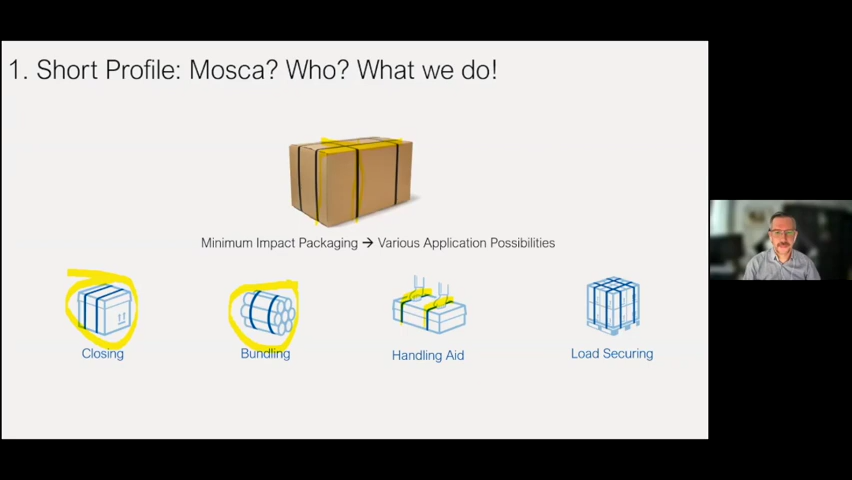 1. Short Profile: Mosca? Who? What we do!
Minimum Impact Packaging → Various Application Possibilities
Closing
Bundling
Handling Aid
Load Securing